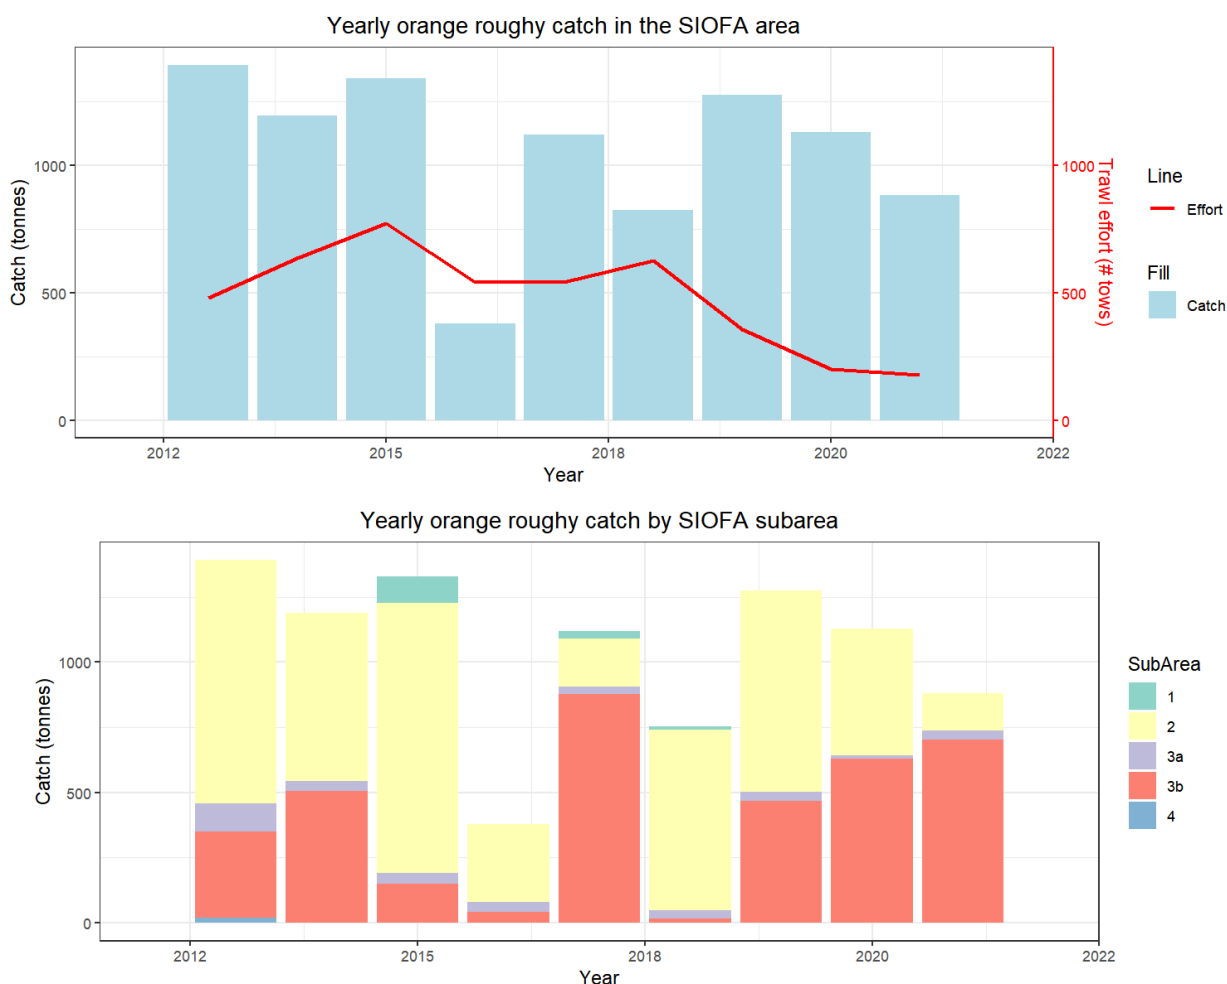 Yearly orange roughy catch in the SIOFA area
Catch (tonnes)
1000
500
0
1000
500
0
Trawl effort (# tows)
2012 2015 2018 2020 2022
Year
Line
Effort
Fill
Catch
Yearly orange roughy catch by SIOFA subarea
Catch (tonnes)
1000
500
0
2012 2015 2018 2020 2022
Year
SubArea
1
2
3a
3b
4